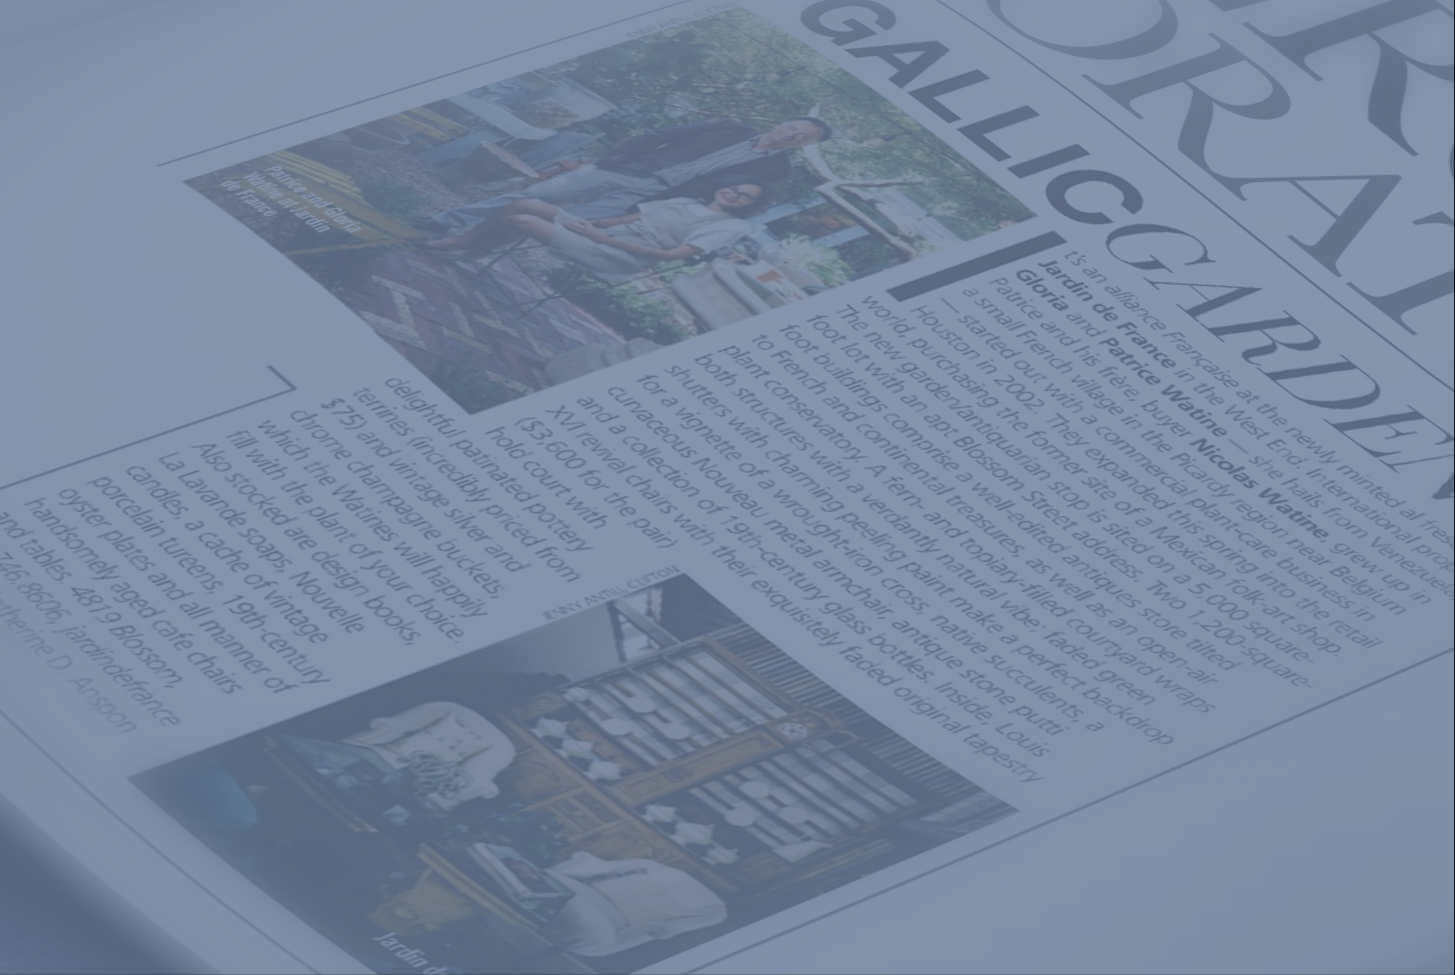 GALLIC GARDEN
Patrice and Gloria
Watine at Jardin
de France
It's an alliance Française at the newly minted
Jardin de France in the West End. International
Gloria and Patrice Watine — she hails from
Patrice and his frère, buyer Nicolas Watine, grew up in
a small French village in the Picardy region near Belgium
— started out with a commercial plant-care business in
Houston in 2002. They expanded this spring into the retail
world, purchasing the former site of a Mexican folk-art shop.
The new garden/antiquarian stop is sited on a 5,000 square-
foot lot with an apt Blossom Street address. Two 1,200-square-
foot buildings comprise a well-edited antiques store tilted
to French and continental treasures, as well as an open-air
plant conservatory. A fern- and topiary-filled courtyard wraps
both structures with a verdantly natural vibe, faded green
shutters with charming peeling paint make a perfect backdrop
for a vignette of a wrought-iron cross, native succulents, a
curvaceous Nouveau metal armchair, antique stone putti
and a collection of 19th-century glass bottles. Inside, Louis
XVI revival chairs with their exquisitely faded original tapestry
($3,600 for the pair)
hold court with
delightful patinated pottery
terrines (incredibly priced from
$75) and vintage silver and
chrome champagne buckets,
which the Watines will happily
fill with the plant of your choice.
Also stocked are design books,
La Lavande soaps, Nouvelle
candles, a cache of vintage
porcelain tureens, 19th-century
oyster plates and all manner of
handsomely aged café chairs
and tables. 4819 Blossom,
746.8606, jardindefrance
Catherine D. Anspon
JENNY ANTILL CLIFTON
Jardin d